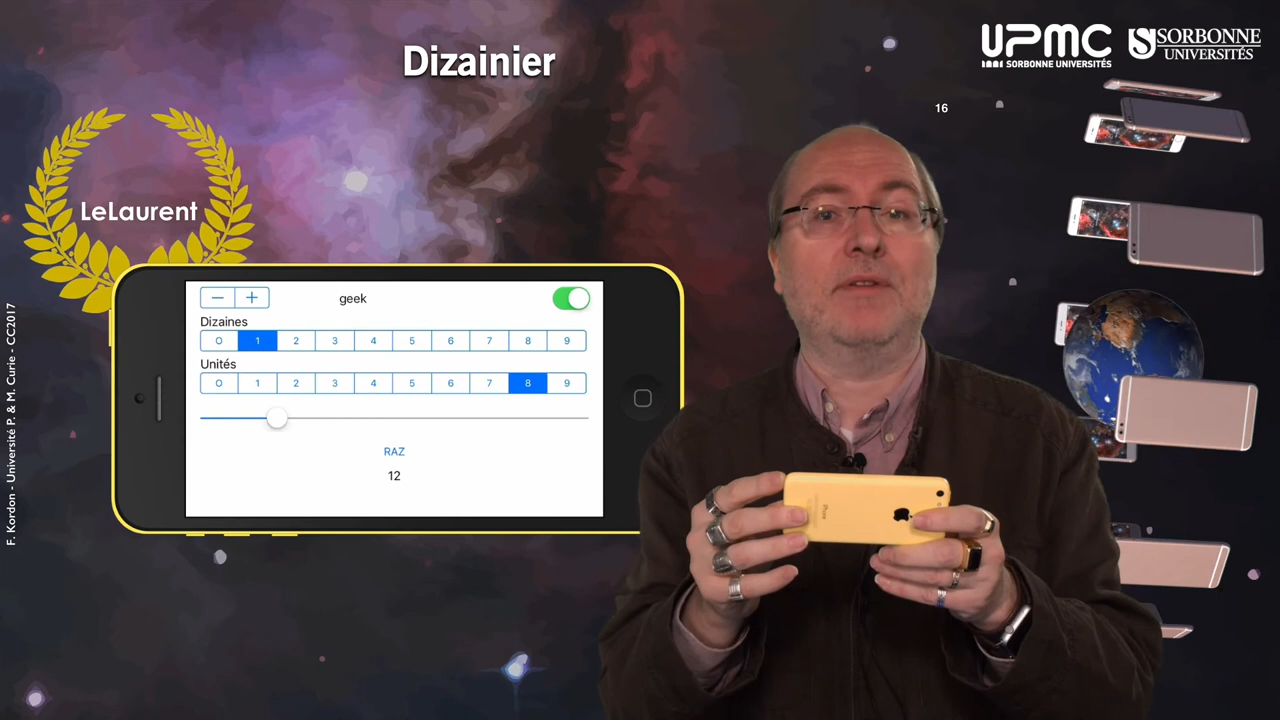 Dizainier
UPMC
SORBONNE UNIVERSITÉS
SORBONNE
UNIVERSITÉS
16
LeLaurent
− + geek
Dizaines
0 1 2 3 4 5 6 7 8 9
Unités
0 1 2 3 4 5 6 7 8 9
RAZ
12
iPhone
F. Kordon - Université P. & M. Curie - CC2017